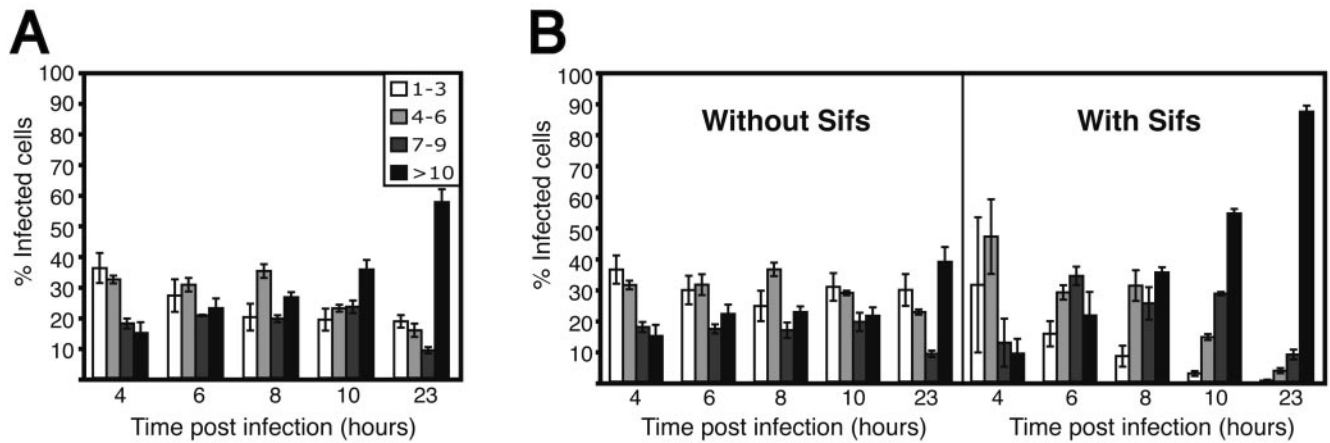 A
% Infected cells
100
90
80
70
60
50
40
30
20
10
1-3
4-6
7-9
>10
4 6 8 10 23
Time post infection (hours)
B
% Infected cells
100
90
80
70
60
50
40
30
20
10
Without Sifs
With Sifs
4 6 8 10 23 4 6 8 10 23
Time post infection (hours) Time post infection (hours)